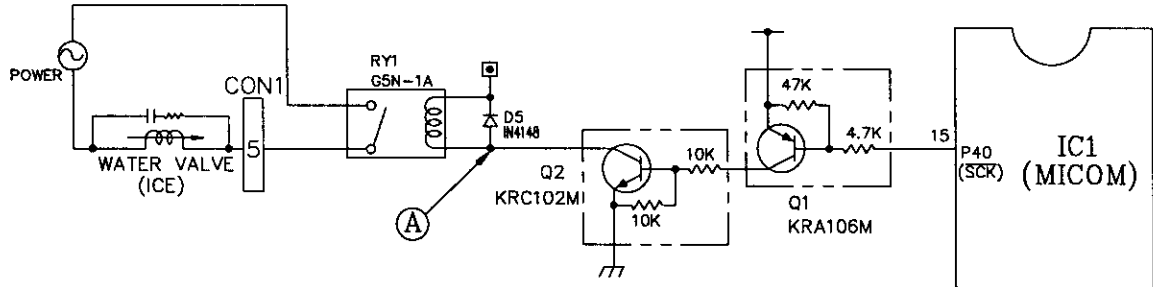 POWER
CON1
5
WATER VALVE
(ICE)
RY1
G5N-1A
D5
IN4148
A
Q2
KRC102M
10K
10K
47K
4.7K
Q1
KRA106M
15
P40
(SCK)
IC1
(MICOM)